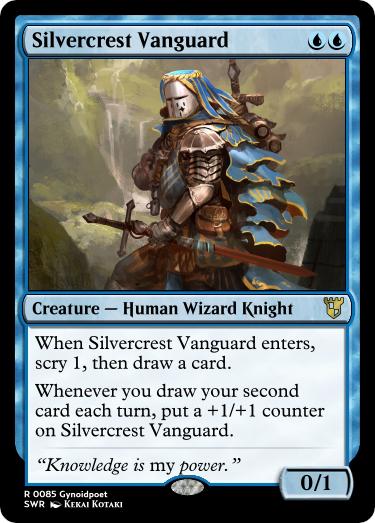 Silvercrest Vanguard
Creature — Human Wizard Knight
When Silvercrest Vanguard enters,
scry 1, then draw a card.
Whenever you draw your second
card each turn, put a +1/+1 counter
on Silvercrest Vanguard.
“Knowledge is my power.”
0/1
R 0085 Gynoidpoet
SWR Kekai Kotaki